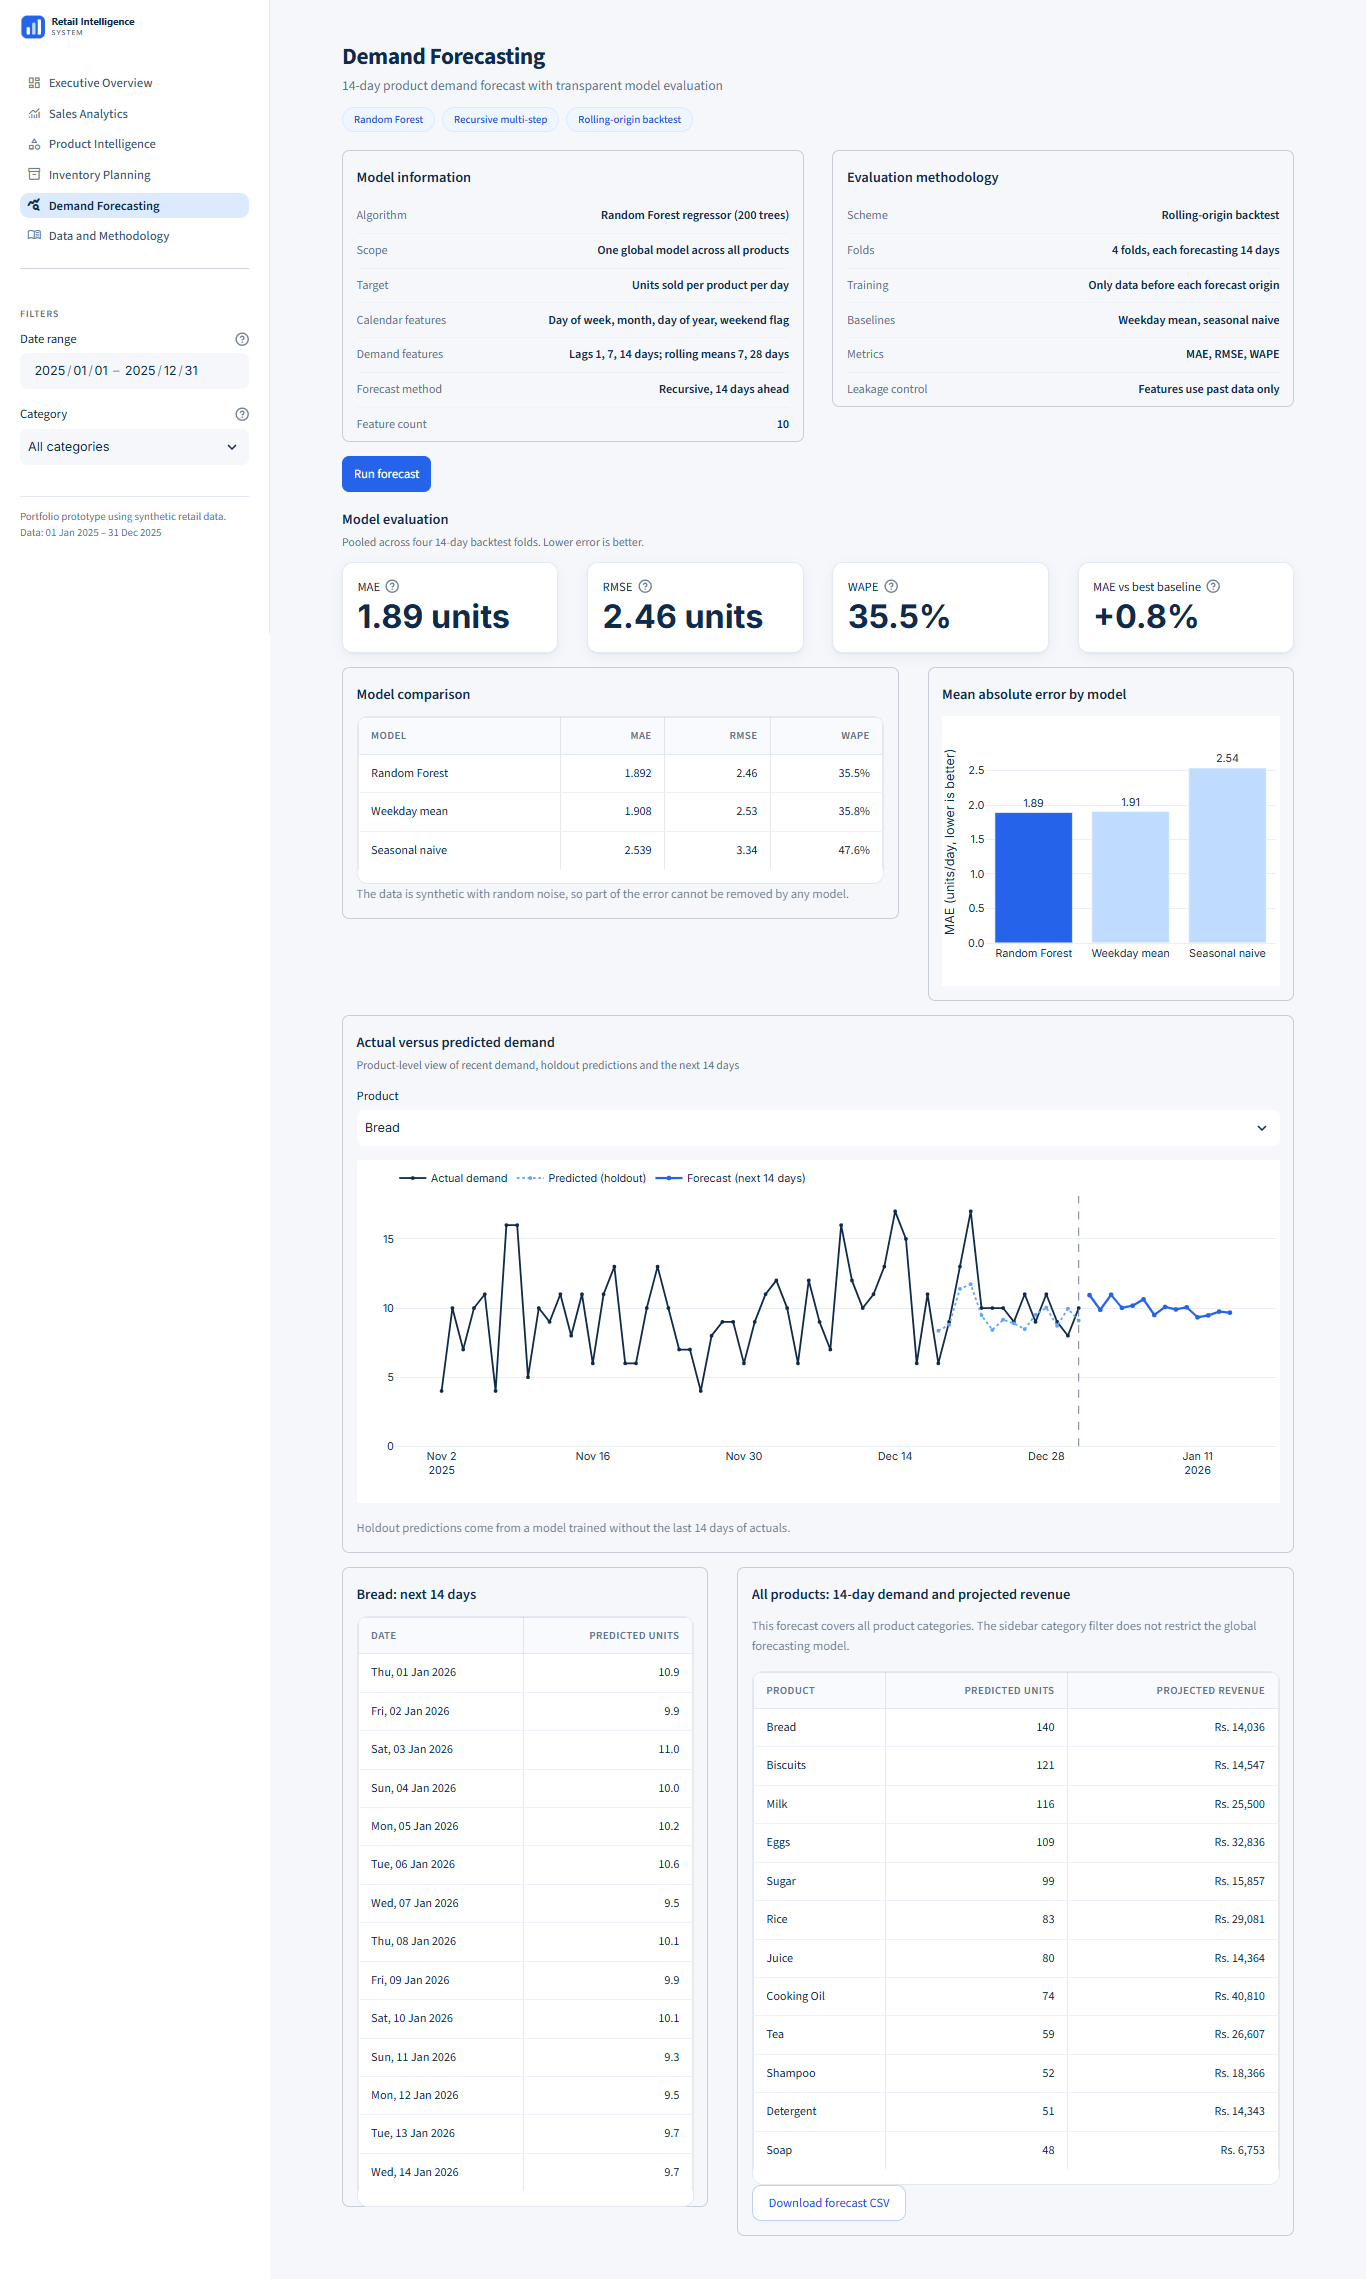 Retail Intelligence
SYSTEM
Executive Overview
Sales Analytics
Product Intelligence
Inventory Planning
Demand Forecasting
Data and Methodology
FILTERS
Date range
2025/01/01 – 2025/12/31
Category
All categories
Portfolio prototype using synthetic retail data.
Data: 01 Jan 2025 – 31 Dec 2025
Demand Forecasting
14-day product demand forecast with transparent model evaluation
Random Forest Recursive multi-step Rolling-origin backtest
Model information
Algorithm Random Forest regressor (200 trees)
Scope One global model across all products
Target Units sold per product per day
Calendar features Day of week, month, day of year, weekend flag
Demand features Lags 1, 7, 14 days; rolling means 7, 28 days
Forecast method Recursive, 14 days ahead
Feature count 10
Evaluation methodology
Scheme Rolling-origin backtest
Folds 4 folds, each forecasting 14 days
Training Only data before each forecast origin
Baselines Weekday mean, seasonal naive
Metrics MAE, RMSE, WAPE
Leakage control Features use past data only
Run forecast
Model evaluation
Pooled across four 14-day backtest folds. Lower error is better.
MAE
1.89 units
RMSE
2.46 units
WAPE
35.5%
MAE vs best baseline
+0.8%
Model comparison
MODEL MAE RMSE WAPE
Random Forest 1.892 2.46 35.5%
Weekday mean 1.908 2.53 35.8%
Seasonal naive 2.539 3.34 47.6%
The data is synthetic with random noise, so part of the error cannot be removed by any model.
Mean absolute error by model
MAE (units/day, lower is better)
2.5
2.0
1.5
1.0
0.5
0.0
1.89
1.91
2.54
Random Forest Weekday mean Seasonal naive
Actual versus predicted demand
Product-level view of recent demand, holdout predictions and the next 14 days
Product
Bread
Actual demand Predicted (holdout) Forecast (next 14 days)
15
10
5
0
Nov 2 Nov 16 Nov 30 Dec 14 Dec 28 Jan 11
2025 2026
Holdout predictions come from a model trained without the last 14 days of actuals.
Bread: next 14 days
DATE PREDICTED UNITS
Thu, 01 Jan 2026 10.9
Fri, 02 Jan 2026 9.9
Sat, 03 Jan 2026 11.0
Sun, 04 Jan 2026 10.0
Mon, 05 Jan 2026 10.2
Tue, 06 Jan 2026 10.6
Wed, 07 Jan 2026 9.5
Thu, 08 Jan 2026 10.1
Fri, 09 Jan 2026 9.9
Sat, 10 Jan 2026 10.1
Sun, 11 Jan 2026 9.3
Mon, 12 Jan 2026 9.5
Tue, 13 Jan 2026 9.7
Wed, 14 Jan 2026 9.7
All products: 14-day demand and projected revenue
This forecast covers all product categories. The sidebar category filter does not restrict the global
forecasting model.
PRODUCT PREDICTED UNITS PROJECTED REVENUE
Bread 140 Rs. 14,036
Biscuits 121 Rs. 14,547
Milk 116 Rs. 25,500
Eggs 109 Rs. 32,836
Sugar 99 Rs. 15,857
Rice 83 Rs. 29,081
Juice 80 Rs. 14,364
Cooking Oil 74 Rs. 40,810
Tea 59 Rs. 26,607
Shampoo 52 Rs. 18,366
Detergent 51 Rs. 14,343
Soap 48 Rs. 6,753
Download forecast CSV